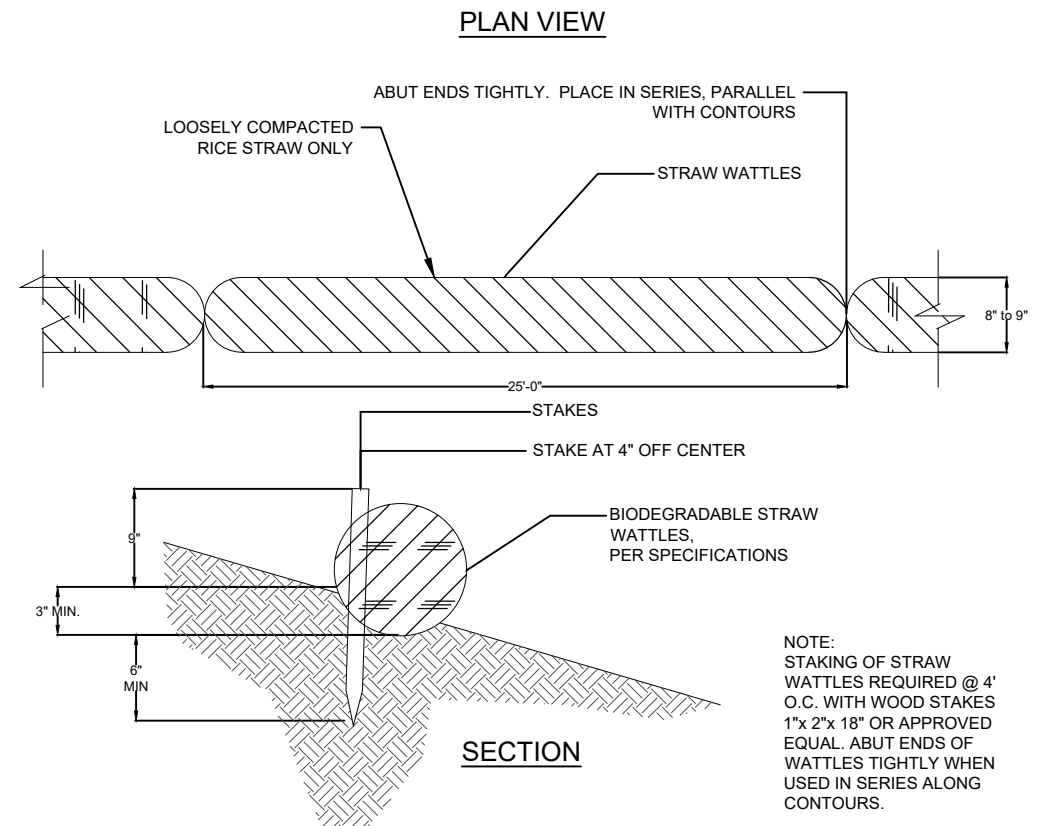 PLAN VIEW
ABUT ENDS TIGHTLY. PLACE IN SERIES, PARALLEL
WITH CONTOURS
LOOSELY COMPACTED
RICE STRAW ONLY
STRAW WATTLES
8" to 9"
25'-0"
STAKES
STAKE AT 4" OFF CENTER
BIODEGRADABLE STRAW
WATTLES,
PER SPECIFICATIONS
9"
3" MIN.
6"
MIN
SECTION
NOTE:
STAKING OF STRAW
WATTLES REQUIRED @ 4'
O.C. WITH WOOD STAKES
1"x 2"x 18" OR APPROVED
EQUAL. ABUT ENDS OF
WATTLES TIGHTLY WHEN
USED IN SERIES ALONG
CONTOURS.